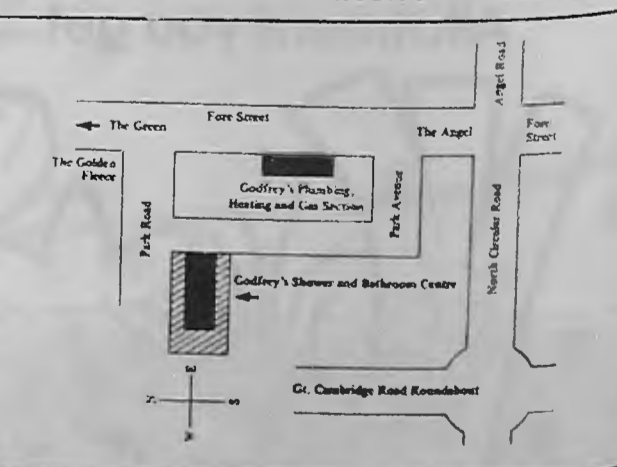 Angel Road
Fore Street
The Green
The Angel
Fore
Street
The Golden
Fleece
Godfrey's Plumbing,
Heating and Gas Section
Park Road
Park Avenue
North Circular Road
Godfrey's Shower and Bathroom Centre
E
N
S
W
Gt. Cambridge Road Roundabout